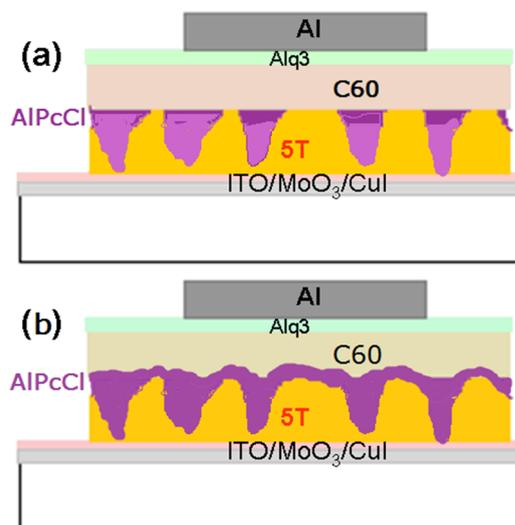 Al
(a)
Alq3
C60
AlPcCl
5T
ITO/MoO3/CuI
Al
(b)
Alq3
C60
AlPcCl
5T
ITO/MoO3/CuI